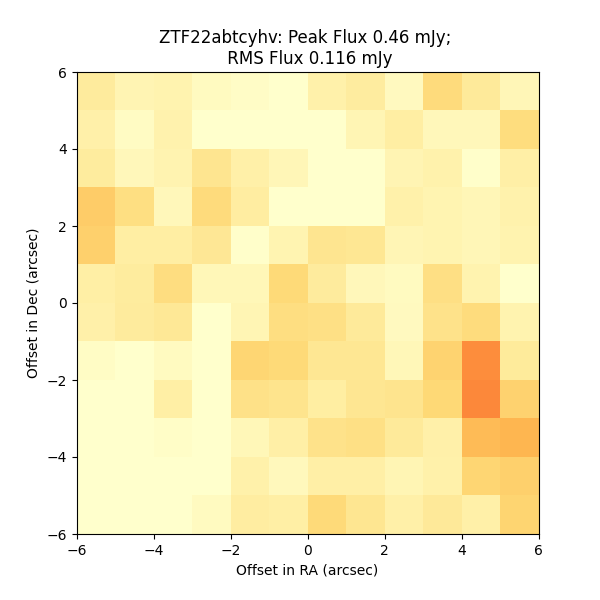 ZTF22abtcyhv: Peak Flux 0.46 mJy;
RMS Flux 0.116 mJy
6
4
2
0
−2
−4
−6
Offset in Dec (arcsec)
−6 −4 −2 0 2 4 6
Offset in RA (arcsec)